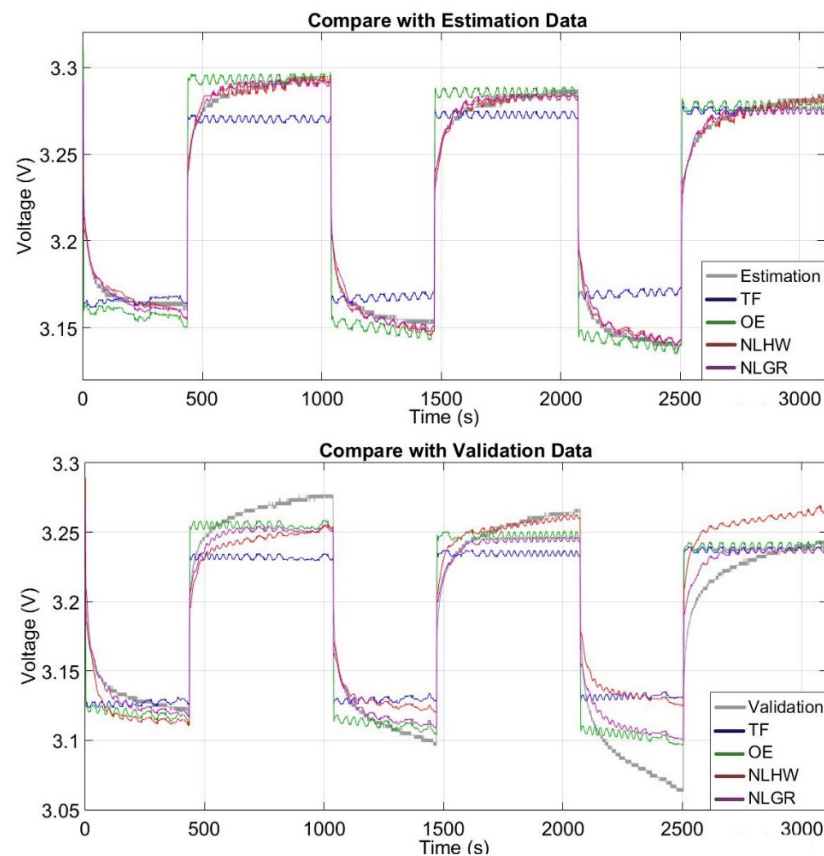 Compare with Estimation Data
3.3
3.25
3.2
3.15
Voltage (V)
Estimation
TF
OE
NLHW
NLGR
0 500 1000 1500 2000 2500 3000
Time (s)
Compare with Validation Data
3.3
3.25
3.2
3.15
3.1
3.05
Voltage (V)
Validation
TF
OE
NLHW
NLGR
0 500 1000 1500 2000 2500 3000
Time (s)